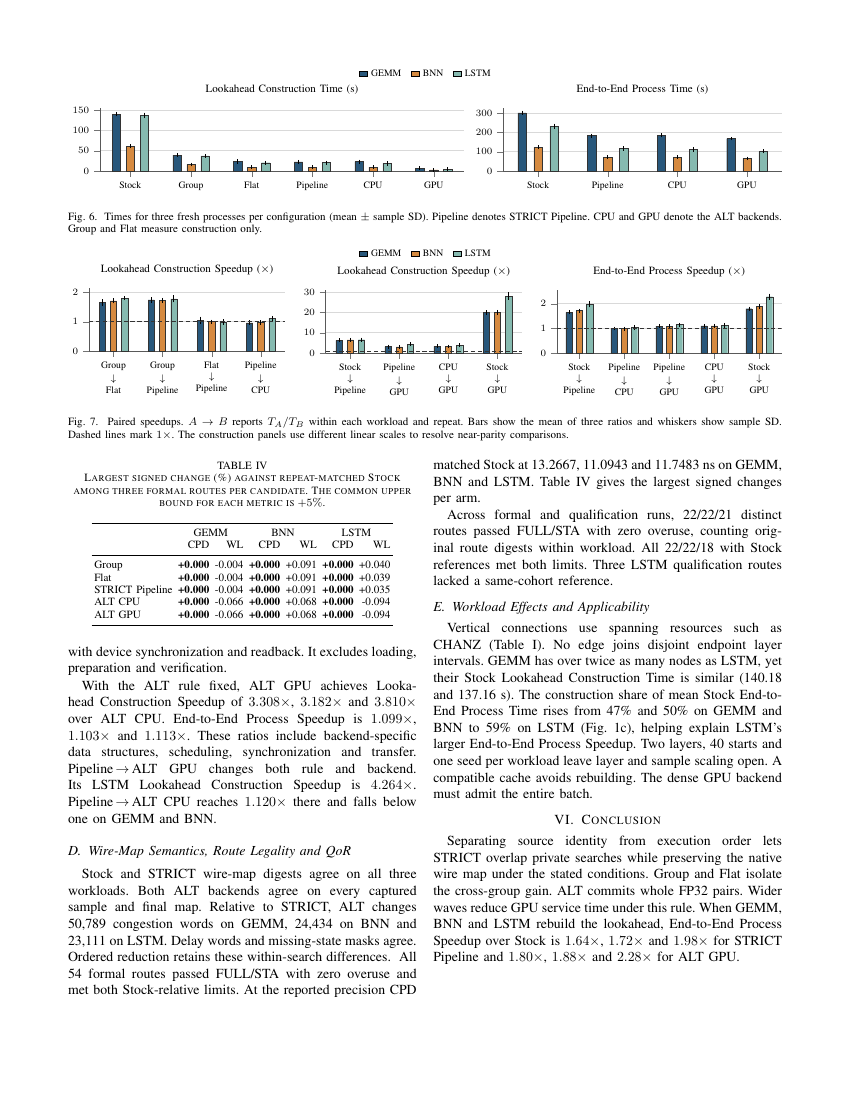 GEMM BNN LSTM
Lookahead Construction Time (s)
150
100
50
0
Stock Group Flat Pipeline CPU GPU
End-to-End Process Time (s)
300
200
100
0
Stock Pipeline CPU GPU
Fig. 6. Times for three fresh processes per configuration (mean ± sample SD). Pipeline denotes STRICT Pipeline. CPU and GPU denote the ALT backends.
Group and Flat measure construction only.
GEMM BNN LSTM
Lookahead Construction Speedup (×)
2
1
0
Group Group Flat Pipeline
↓ ↓ ↓ ↓
Flat Pipeline Pipeline CPU
Lookahead Construction Speedup (×)
30
20
10
0
Stock Pipeline CPU Stock
↓ ↓ ↓ ↓
Pipeline GPU GPU GPU
End-to-End Process Speedup (×)
2
1
0
Stock Pipeline Pipeline CPU Stock
↓ ↓ ↓ ↓ ↓
Pipeline CPU GPU GPU GPU
Fig. 7. Paired speedups. A → B reports T_A/T_B within each workload and repeat. Bars show the mean of three ratios and whiskers show sample SD.
Dashed lines mark 1×. The construction panels use different linear scales to resolve near-parity comparisons.
TABLE IV
LARGEST SIGNED CHANGE (%) AGAINST REPEAT-MATCHED STOCK
AMONG THREE FORMAL ROUTES PER CANDIDATE. THE COMMON UPPER
BOUND FOR EACH METRIC IS +5%.
GEMM BNN LSTM
CPD WL CPD WL CPD WL
Group +0.000 -0.004 +0.000 +0.091 +0.000 +0.040
Flat +0.000 -0.004 +0.000 +0.091 +0.000 +0.039
STRICT Pipeline +0.000 -0.004 +0.000 +0.091 +0.000 +0.035
ALT CPU +0.000 -0.066 +0.000 +0.068 +0.000 -0.094
ALT GPU +0.000 -0.066 +0.000 +0.068 +0.000 -0.094
with device synchronization and readback. It excludes loading,
preparation and verification.
With the ALT rule fixed, ALT GPU achieves Looka-
head Construction Speedup of 3.308×, 3.182× and 3.810×
over ALT CPU. End-to-End Process Speedup is 1.099×,
1.103× and 1.113×. These ratios include backend-specific
data structures, scheduling, synchronization and transfer.
Pipeline → ALT GPU changes both rule and backend.
Its LSTM Lookahead Construction Speedup is 4.264×.
Pipeline → ALT CPU reaches 1.120× there and falls below
one on GEMM and BNN.
D. Wire-Map Semantics, Route Legality and QoR
Stock and STRICT wire-map digests agree on all three
workloads. Both ALT backends agree on every captured
sample and final map. Relative to STRICT, ALT changes
50,789 congestion words on GEMM, 24,434 on BNN and
23,111 on LSTM. Delay words and missing-state masks agree.
Ordered reduction retains these within-search differences. All
54 formal routes passed FULL/STA with zero overuse and
met both Stock-relative limits. At the reported precision CPD
matched Stock at 13.2667, 11.0943 and 11.7483 ns on GEMM,
BNN and LSTM. Table IV gives the largest signed changes
per arm.
Across formal and qualification runs, 22/22/21 distinct
routes passed FULL/STA with zero overuse, counting orig-
inal route digests within workload. All 22/22/18 with Stock
references met both limits. Three LSTM qualification routes
lacked a same-cohort reference.
E. Workload Effects and Applicability
Vertical connections use spanning resources such as
CHANZ (Table I). No edge joins disjoint endpoint layer
intervals. GEMM has over twice as many nodes as LSTM, yet
their Stock Lookahead Construction Time is similar (140.18
and 137.16 s). The construction share of mean Stock End-to-
End Process Time rises from 47% and 50% on GEMM and
BNN to 59% on LSTM (Fig. 1c), helping explain LSTM's
larger End-to-End Process Speedup. Two layers, 40 starts and
one seed per workload leave layer and sample scaling open. A
compatible cache avoids rebuilding. The dense GPU backend
must admit the entire batch.
VI. CONCLUSION
Separating source identity from execution order lets
STRICT overlap private searches while preserving the native
wire map under the stated conditions. Group and Flat isolate
the cross-group gain. ALT commits whole FP32 pairs. Wider
waves reduce GPU service time under this rule. When GEMM,
BNN and LSTM rebuild the lookahead, End-to-End Process
Speedup over Stock is 1.64×, 1.72× and 1.98× for STRICT
Pipeline and 1.80×, 1.88× and 2.28× for ALT GPU.